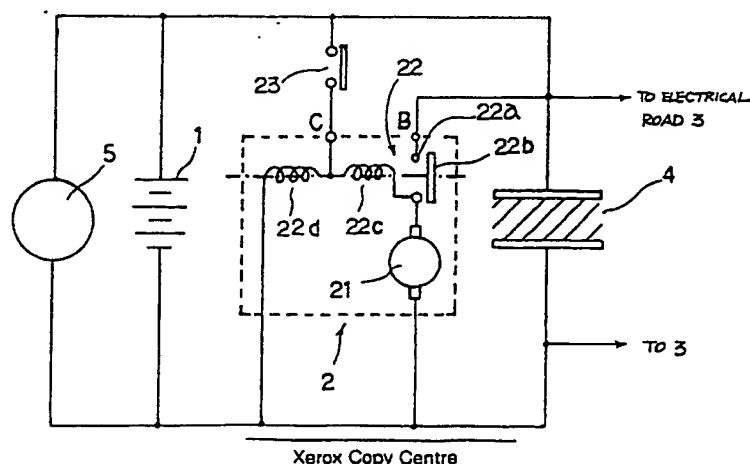 23
22
C
B
22a
TO ELECTRICAL
ROAD 3
1
22b
5
4
22d
22c
21
2
TO 3
Xerox Copy Centre